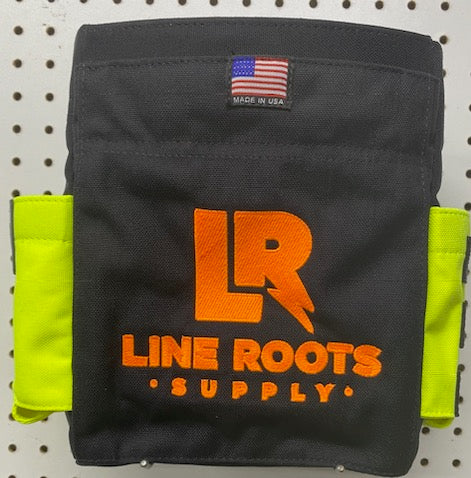 MADE IN USA
LR
LINE ROOTS
• SUPPLY •